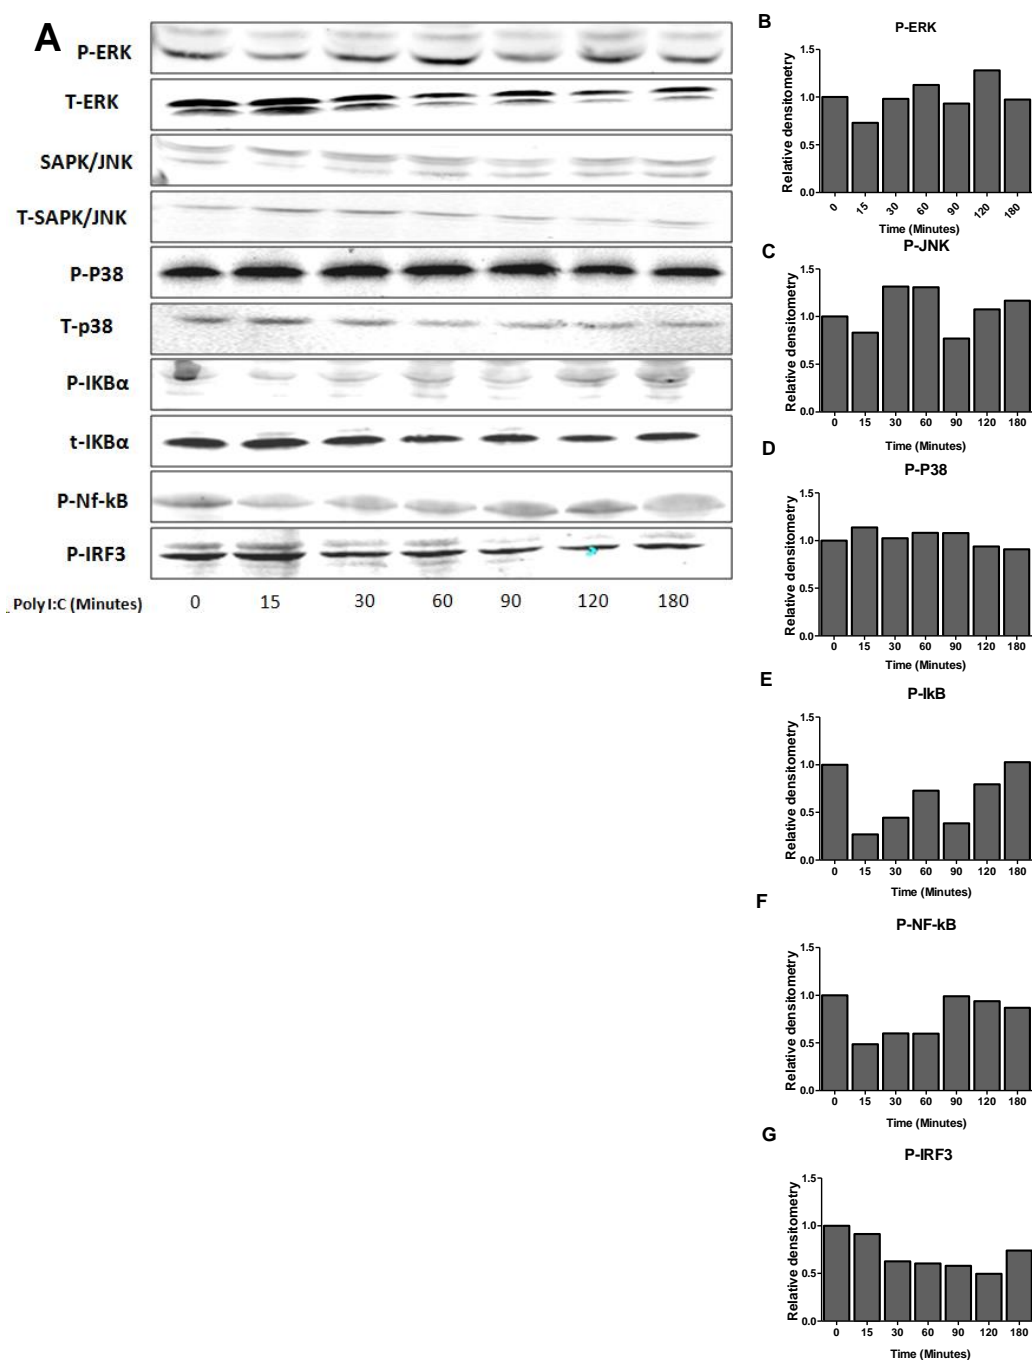 A
P-ERK
T-ERK
SAPK/JNK
T-SAPK/JNK
P-P38
T-p38
P-IKBα
t-IKBα
P-Nf-kB
P-IRF3
Poly I:C (Minutes) 0 15 30 60 90 120 180
B
P-ERK
Relative densitometry
1.5
1.0
0.5
0.0
0 15 30 60 90 120 180
Time (Minutes)
C
P-JNK
Relative densitometry
1.5
1.0
0.5
0.0
0 15 30 60 90 120 180
Time (Minutes)
D
P-P38
Relative densitometry
1.5
1.0
0.5
0.0
0 15 30 60 90 120 180
Time (Minutes)
E
P-IkB
Relative densitometry
1.5
1.0
0.5
0.0
0 15 30 60 90 120 180
Time (Minutes)
F
P-NF-kB
Relative densitometry
1.5
1.0
0.5
0.0
0 15 30 60 90 120 180
Time (Minutes)
G
P-IRF3
Relative densitometry
1.5
1.0
0.5
0.0
0 15 30 60 90 120 180
Time (Minutes)